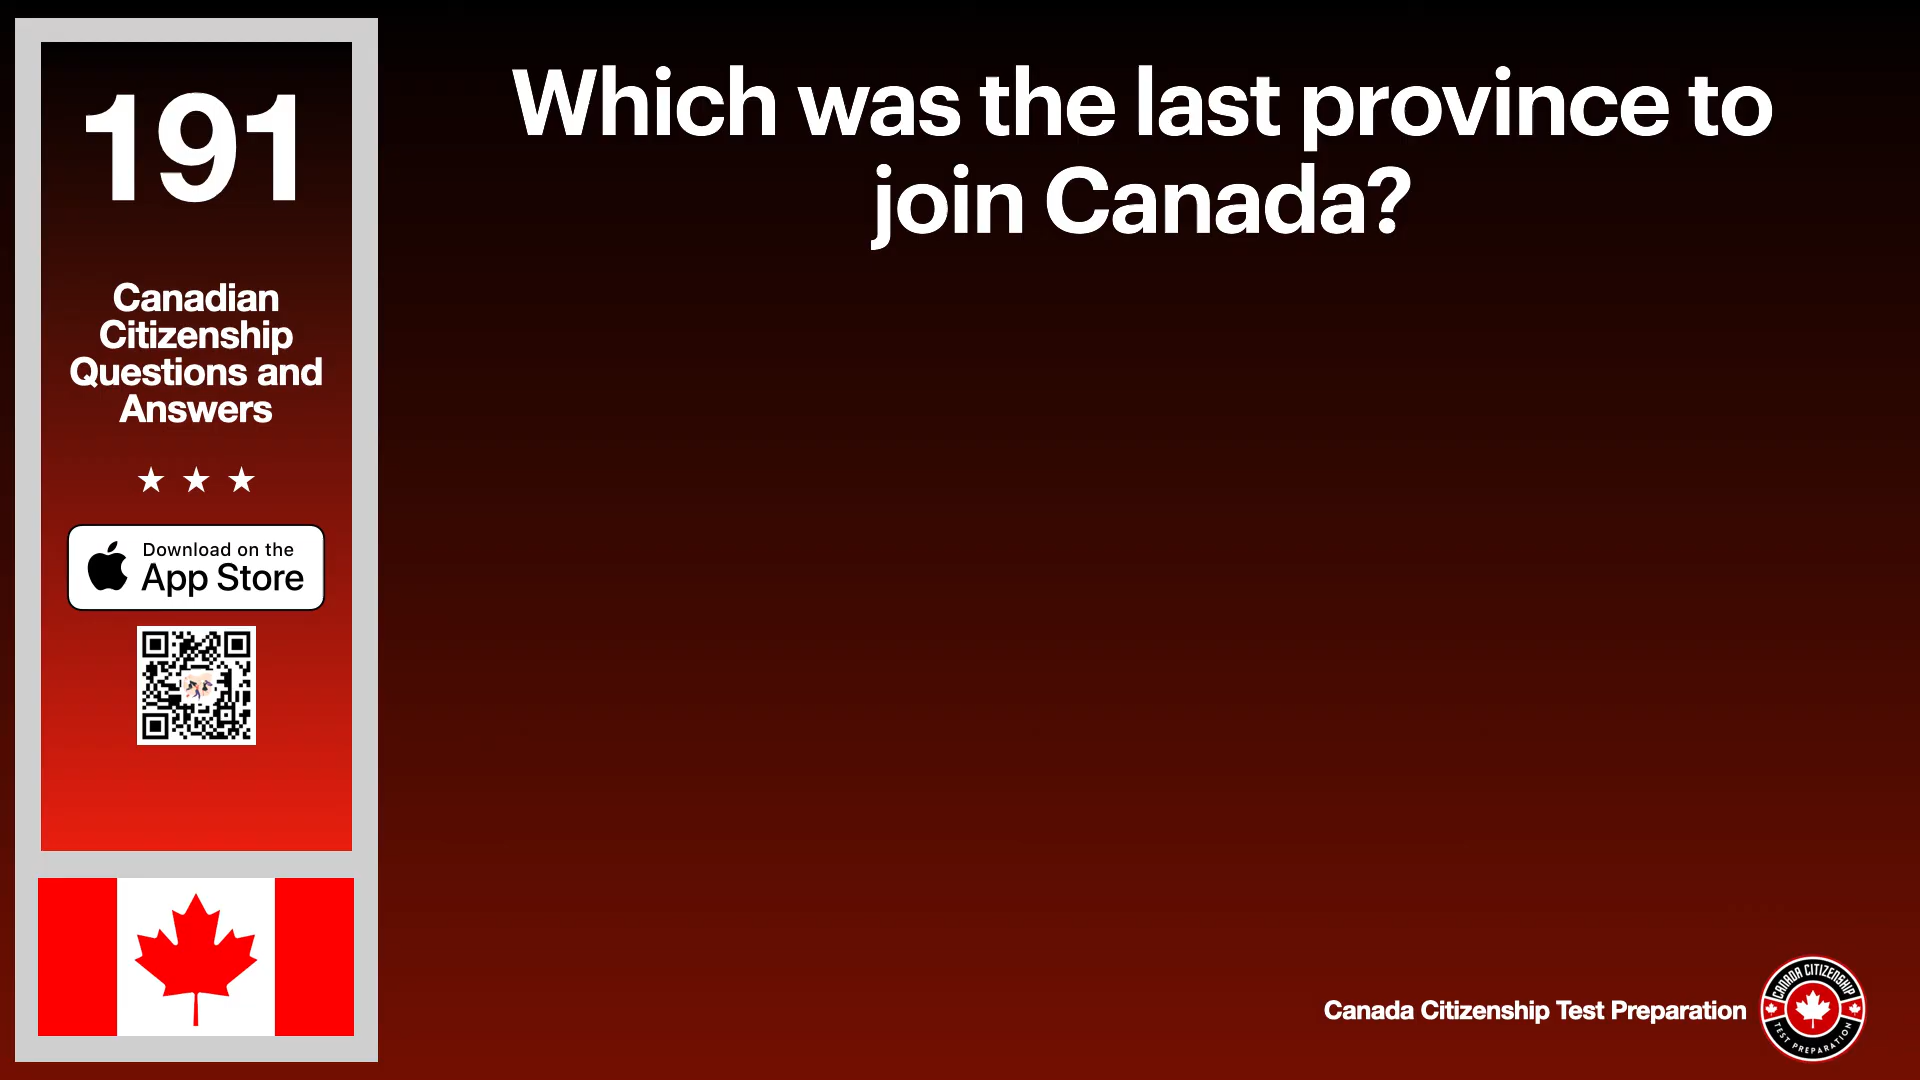 191
Canadian
Citizenship
Questions and
Answers
Download on the
App Store
Which was the last province to
join Canada?
Canada Citizenship Test Preparation
CANADA CITIZENSHIP
TEST PREPARATION